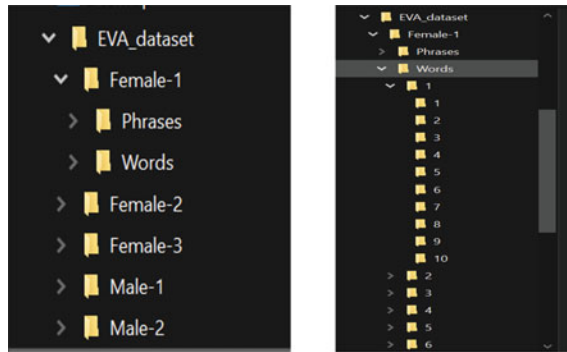 EVA_dataset
Female-1
Phrases
Words
Female-2
Female-3
Male-1
Male-2
EVA_dataset
Female-1
Phrases
Words
1
1
2
3
4
5
6
7
8
9
10
2
3
4
5
6